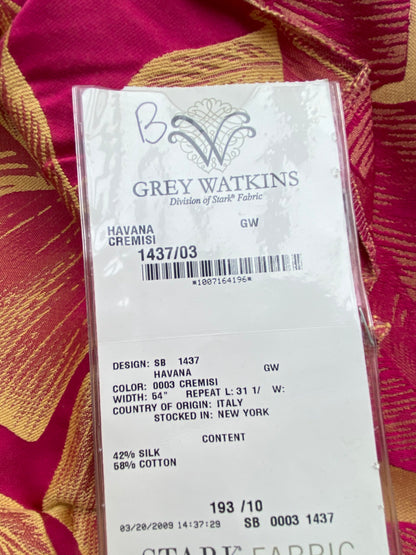 B
GREY WATKINS
Division of Stark® Fabric
HAVANA GW
CREMISI
1437/03
*1007164196*
DESIGN: SB 1437
HAVANA GW
COLOR: 0003 CREMISI
WIDTH: 54" REPEAT L: 31 1/ W:
COUNTRY OF ORIGIN: ITALY
STOCKED IN: NEW YORK
CONTENT
42% SILK
58% COTTON
193 /10
03/20/2009 14:37:29 SB 0003 1437
STARK FABRIC